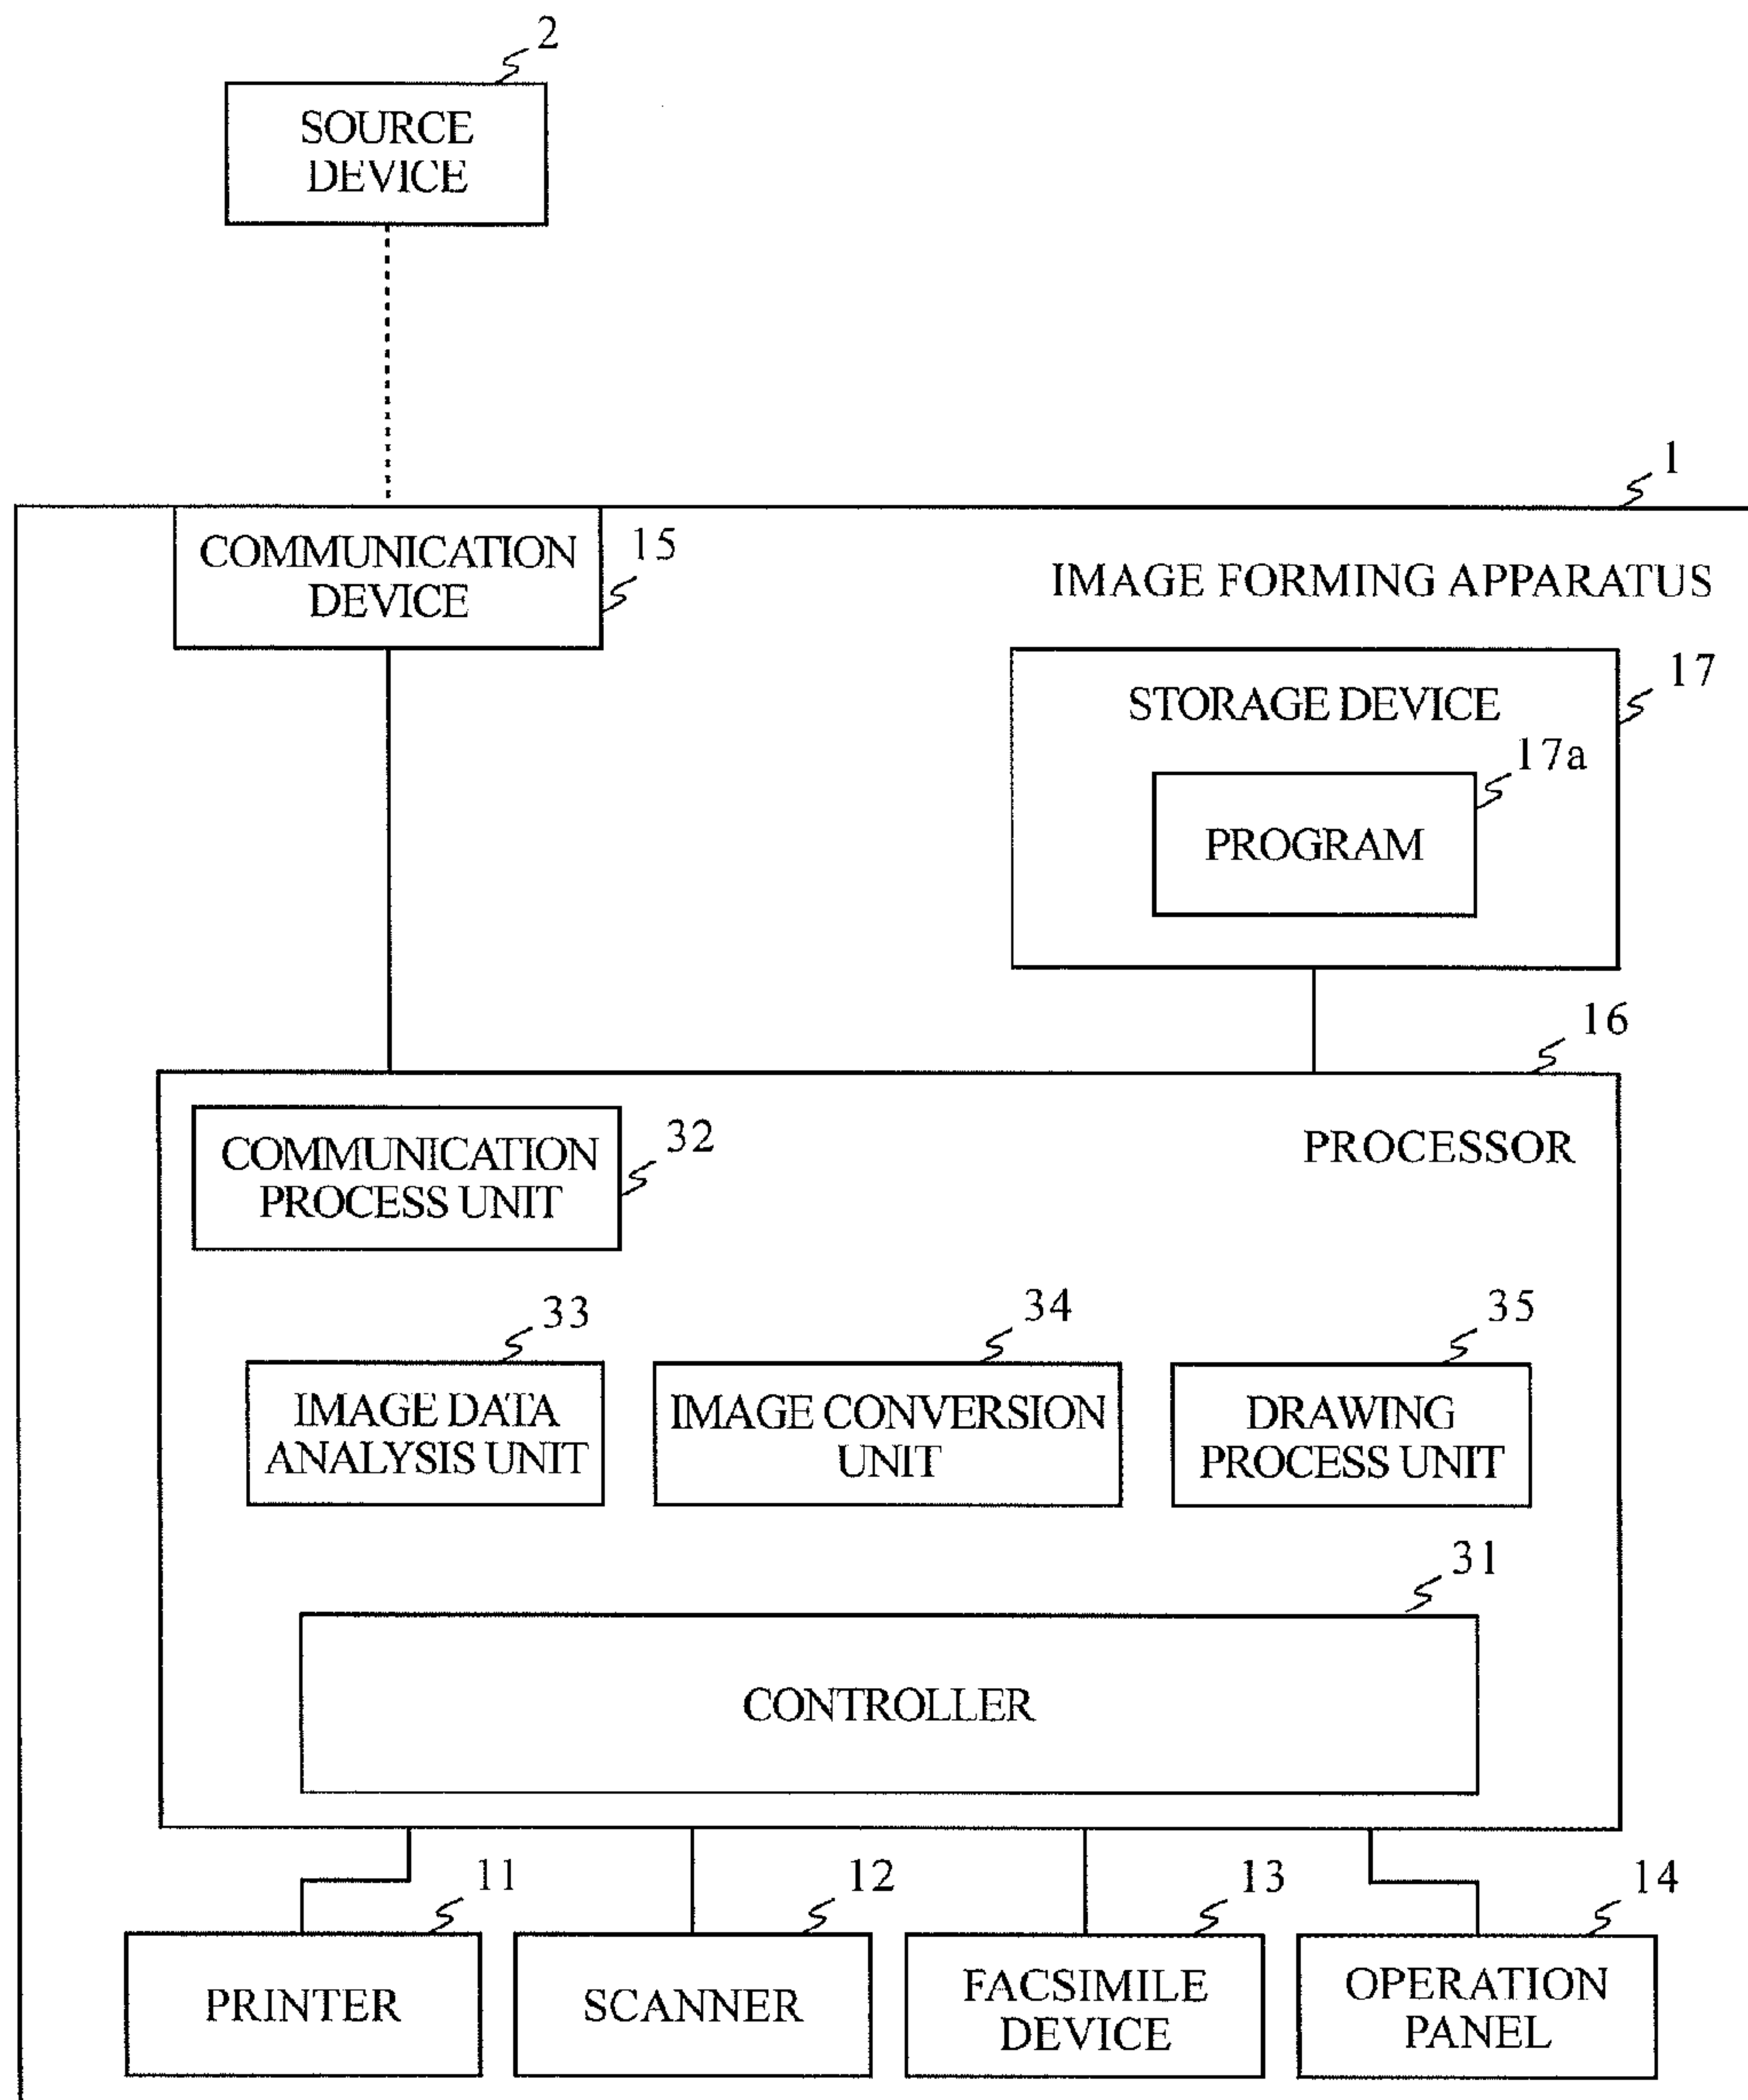 2
SOURCE
DEVICE
1
COMMUNICATION
DEVICE
15
IMAGE FORMING APPARATUS
17
STORAGE DEVICE
17a
PROGRAM
16
PROCESSOR
COMMUNICATION
PROCESS UNIT
32
33
IMAGE DATA
ANALYSIS UNIT
34
IMAGE CONVERSION
UNIT
35
DRAWING
PROCESS UNIT
31
CONTROLLER
11
PRINTER
12
SCANNER
13
FACSIMILE
DEVICE
14
OPERATION
PANEL